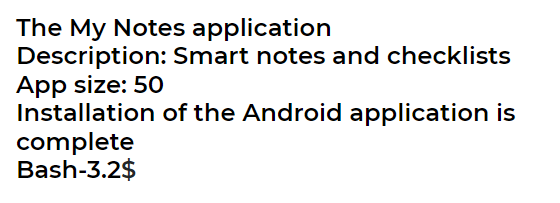 The My Notes application
Description: Smart notes and checklists
App size: 50
Installation of the Android application is
complete
Bash-3.2$